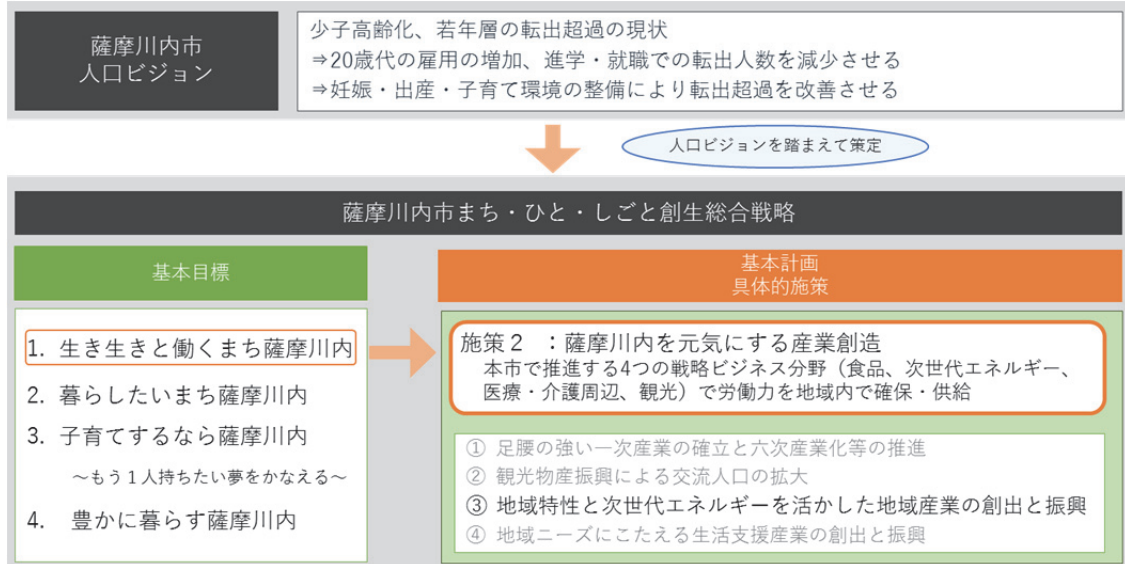 薩摩川内市
人口ビジョン
少子高齢化、若年層の転出超過の現状
⇒20歳代の雇用の増加、進学・就職での転出人数を減少させる
⇒妊娠・出産・子育て環境の整備により転出超過を改善させる
人口ビジョンを踏まえて策定
薩摩川内市まち・ひと・しごと創生総合戦略
基本目標
1. 生き生きと働くまち薩摩川内
2. 暮らしたいまち薩摩川内
3. 子育てするなら薩摩川内
～もう１人持ちたい夢をかなえる～
4. 豊かに暮らす薩摩川内
基本計画
具体的施策
施策２ ：薩摩川内を元気にする産業創造
本市で推進する4つの戦略ビジネス分野（食品、次世代エネルギー、
医療・介護周辺、観光）で労働力を地域内で確保・供給
① 足腰の強い一次産業の確立と六次産業化等の推進
② 観光物産振興による交流人口の拡大
③ 地域特性と次世代エネルギーを活かした地域産業の創出と振興
④ 地域ニーズにこたえる生活支援産業の創出と振興